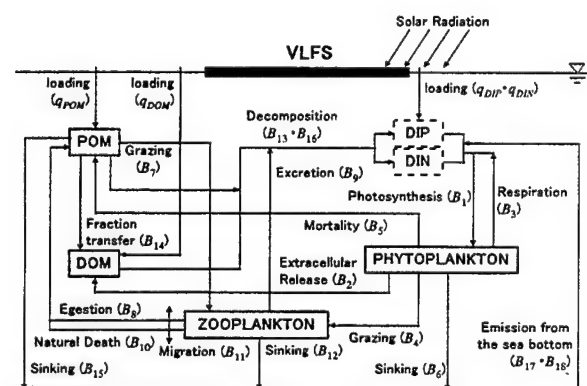 Solar Radiation
VLFS
loading
(qPOM)
loading
(qDOM)
loading (qDIP・qDIN)
Decomposition
(B13・B16)
DIP
DIN
POM
Grazing
(B7)
Excretion
(B9)
Photosynthesis (B1)
Respiration
(B3)
Fraction
transfer (B14)
Mortality (B5)
DOM
Extracellular
Release (B2)
PHYTOPLANKTON
Egestion (B8)
ZOOPLANKTON
Grazing (B4)
Emission from
the sea bottom
(B17・B18)
Natural Death (B10)
Migration (B11)
Sinking (B12)
Sinking (B15)
Sinking (B6)